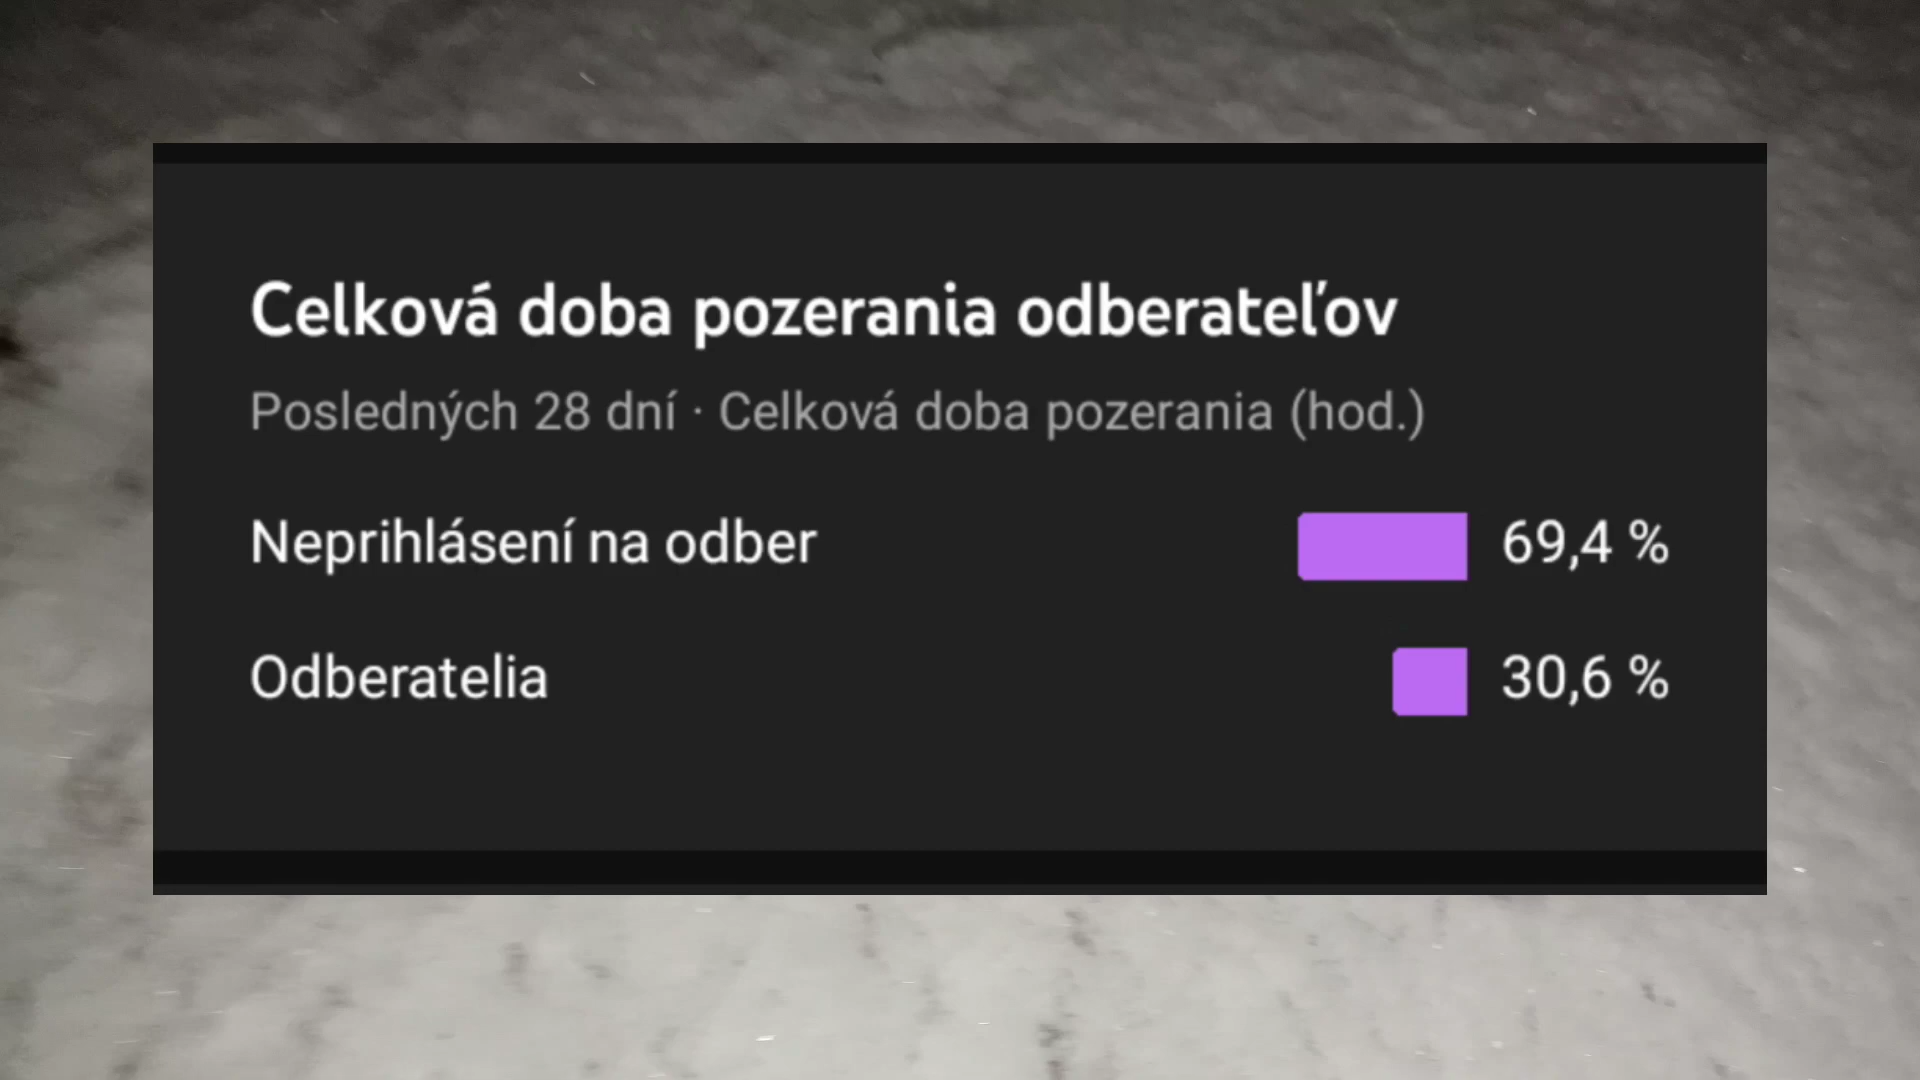 Celková doba pozerania odberateľov
Posledných 28 dní · Celková doba pozerania (hod.)
Neprihlásení na odber 69,4 %
Odberatelia 30,6 %